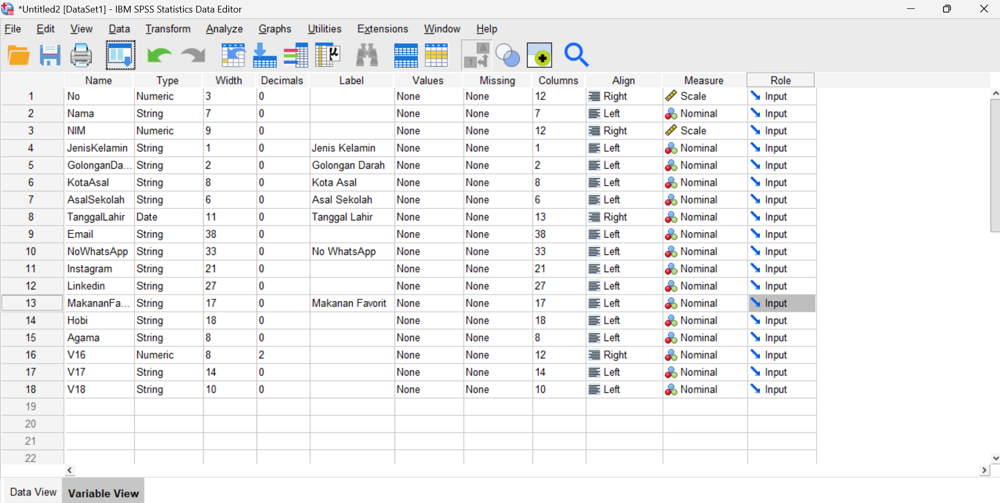 *Untitled2 [DataSet1] - IBM SPSS Statistics Data Editor
File Edit View Data Transform Analyze Graphs Utilities Extensions Window Help
Name Type Width Decimals Label Values Missing Columns Align Measure Role
1 No Numeric 3 0 None None 12 Right Scale Input
2 Nama String 7 0 None None 7 Left Nominal Input
3 NIM Numeric 9 0 None None 12 Right Scale Input
4 JenisKelamin String 1 0 Jenis Kelamin None None 1 Left Nominal Input
5 GolonganDa... String 2 0 Golongan Darah None None 2 Left Nominal Input
6 KotaAsal String 8 0 Kota Asal None None 8 Left Nominal Input
7 AsalSekolah String 6 0 Asal Sekolah None None 6 Left Nominal Input
8 TanggalLahir Date 11 0 Tanggal Lahir None None 13 Right Nominal Input
9 Email String 38 0 None None 38 Left Nominal Input
10 NoWhatsApp String 33 0 No WhatsApp None None 33 Left Nominal Input
11 Instagram String 21 0 None None 21 Left Nominal Input
12 Linkedin String 27 0 None None 27 Left Nominal Input
13 MakananFa... String 17 0 Makanan Favorit None None 17 Left Nominal Input
14 Hobi String 18 0 None None 18 Left Nominal Input
15 Agama String 8 0 None None 8 Left Nominal Input
16 V16 Numeric 8 2 None None 12 Right Nominal Input
17 V17 String 14 0 None None 14 Left Nominal Input
18 V18 String 10 0 None None 10 Left Nominal Input
19
20
21
22
Data View Variable View